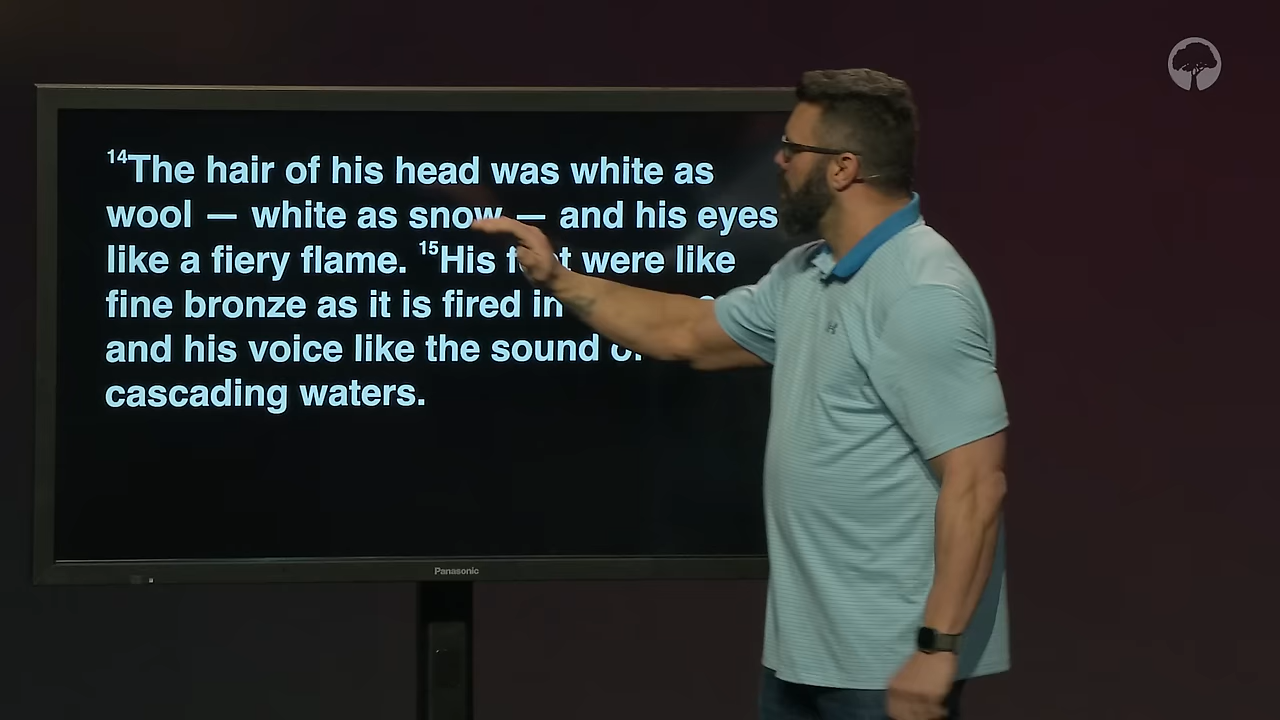 14The hair of his head was white as
wool — white as snow — and his eyes
like a fiery flame. 15His were like
fine bronze as it is fired in
and his voice like the sound
cascading waters.
Panasonic